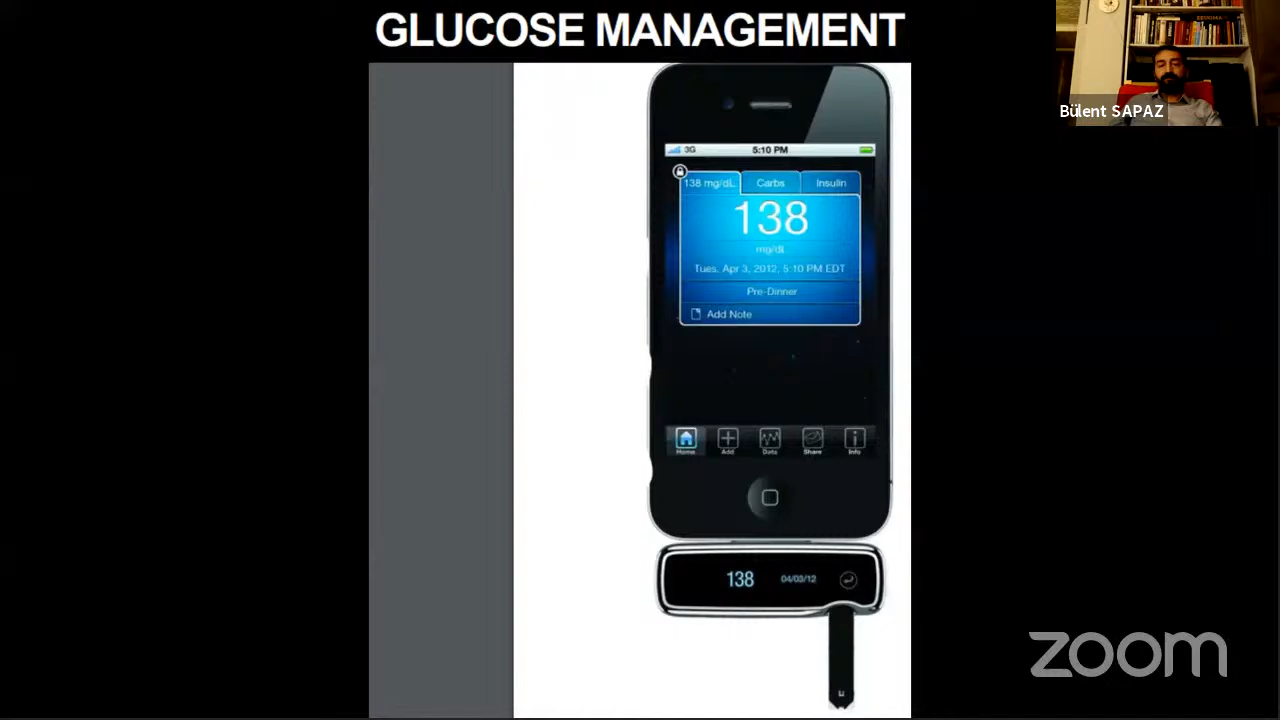 GLUCOSE MANAGEMENT
Bülent SAPAZ
3G 5:10 PM
138 mg/dL Carbs Insulin
138
mg/dL
Tues, Apr 3, 2012, 5:10 PM EDT
Pre-Dinner
Add Note
Home Add Data Share Info
138 04/03/12
zoom